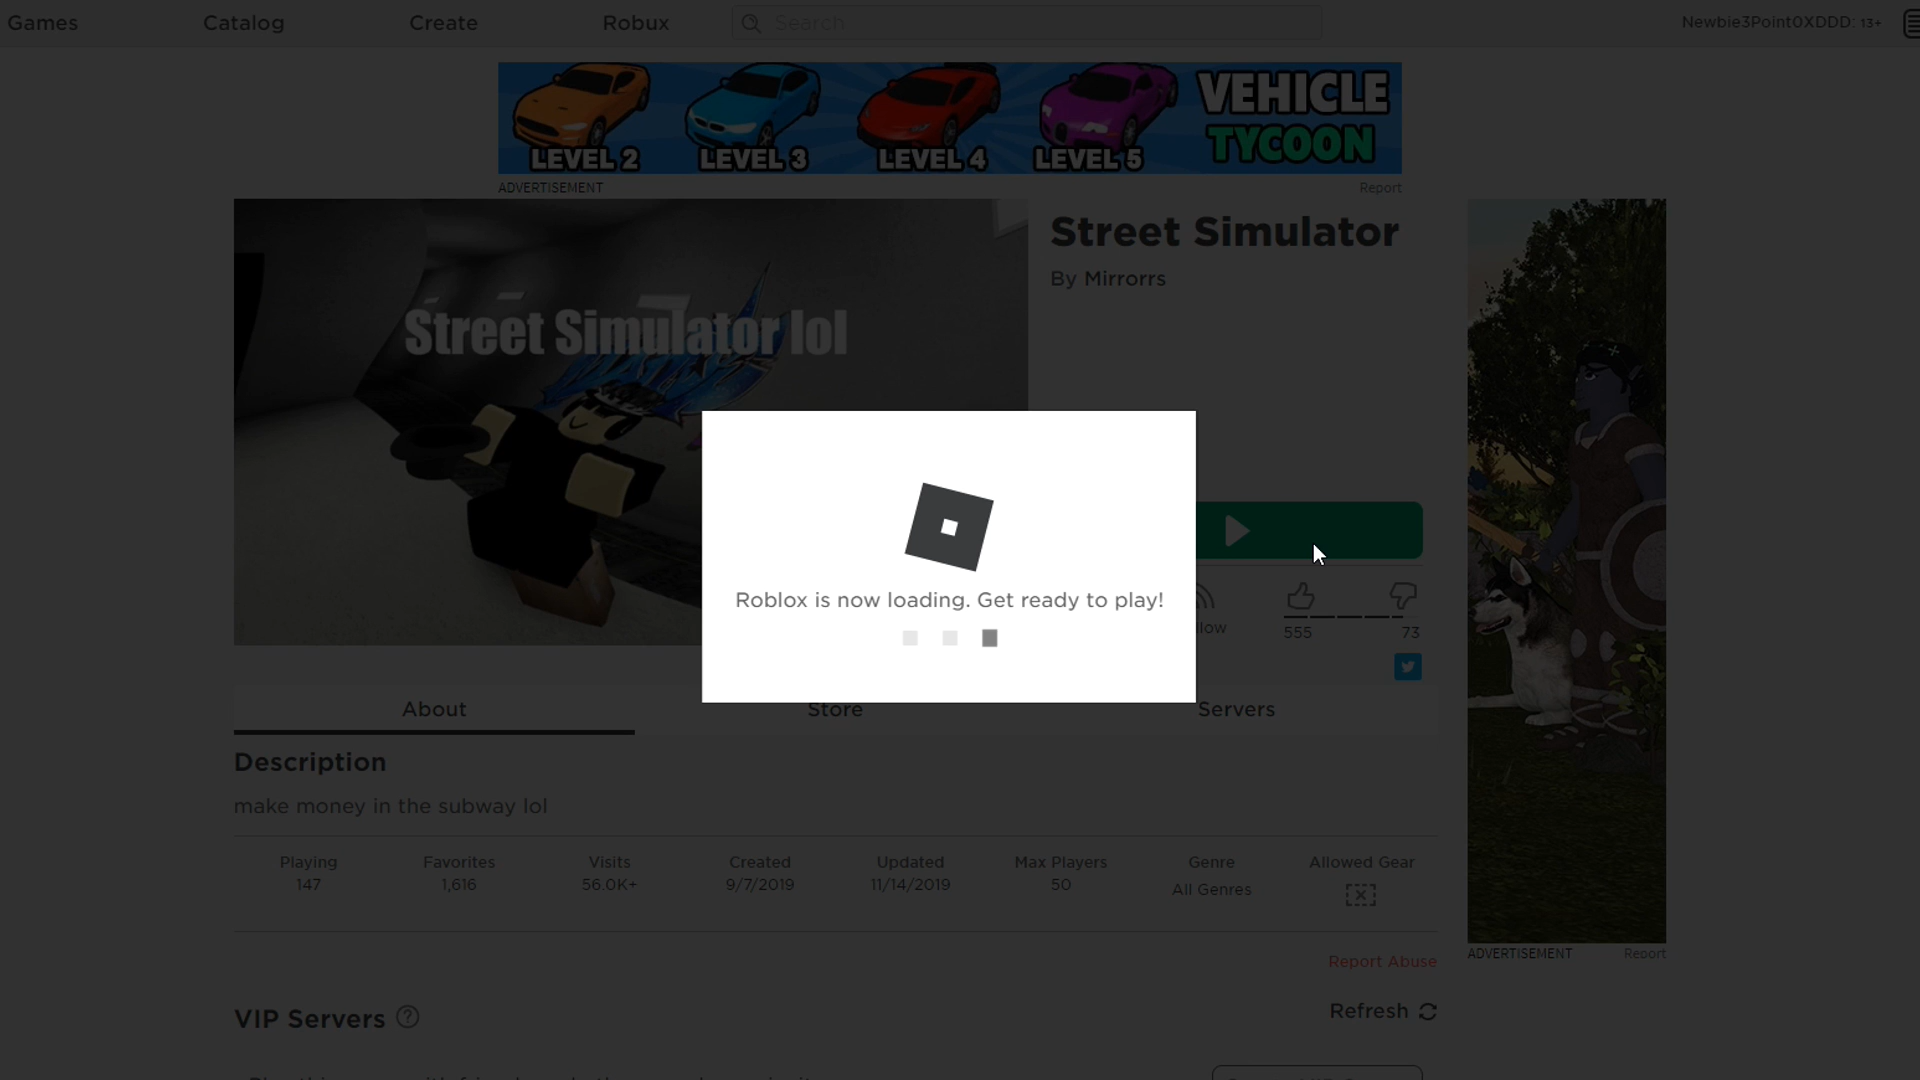 Games Catalog Create Robux Search Newbie3Point0XDDD: 13+
LEVEL 2 LEVEL 3 LEVEL 4 LEVEL 5 VEHICLE TYCOON
ADVERTISEMENT Report
Street Simulator lol
Street Simulator
By Mirrorrs
Roblox is now loading. Get ready to play!
llow 555 73
About Store Servers
Description
make money in the subway lol
Playing Favorites Visits Created Updated Max Players Genre Allowed Gear
147 1,616 56.0K+ 9/7/2019 11/14/2019 50 All Genres
ADVERTISEMENT Report
Report Abuse
VIP Servers Refresh